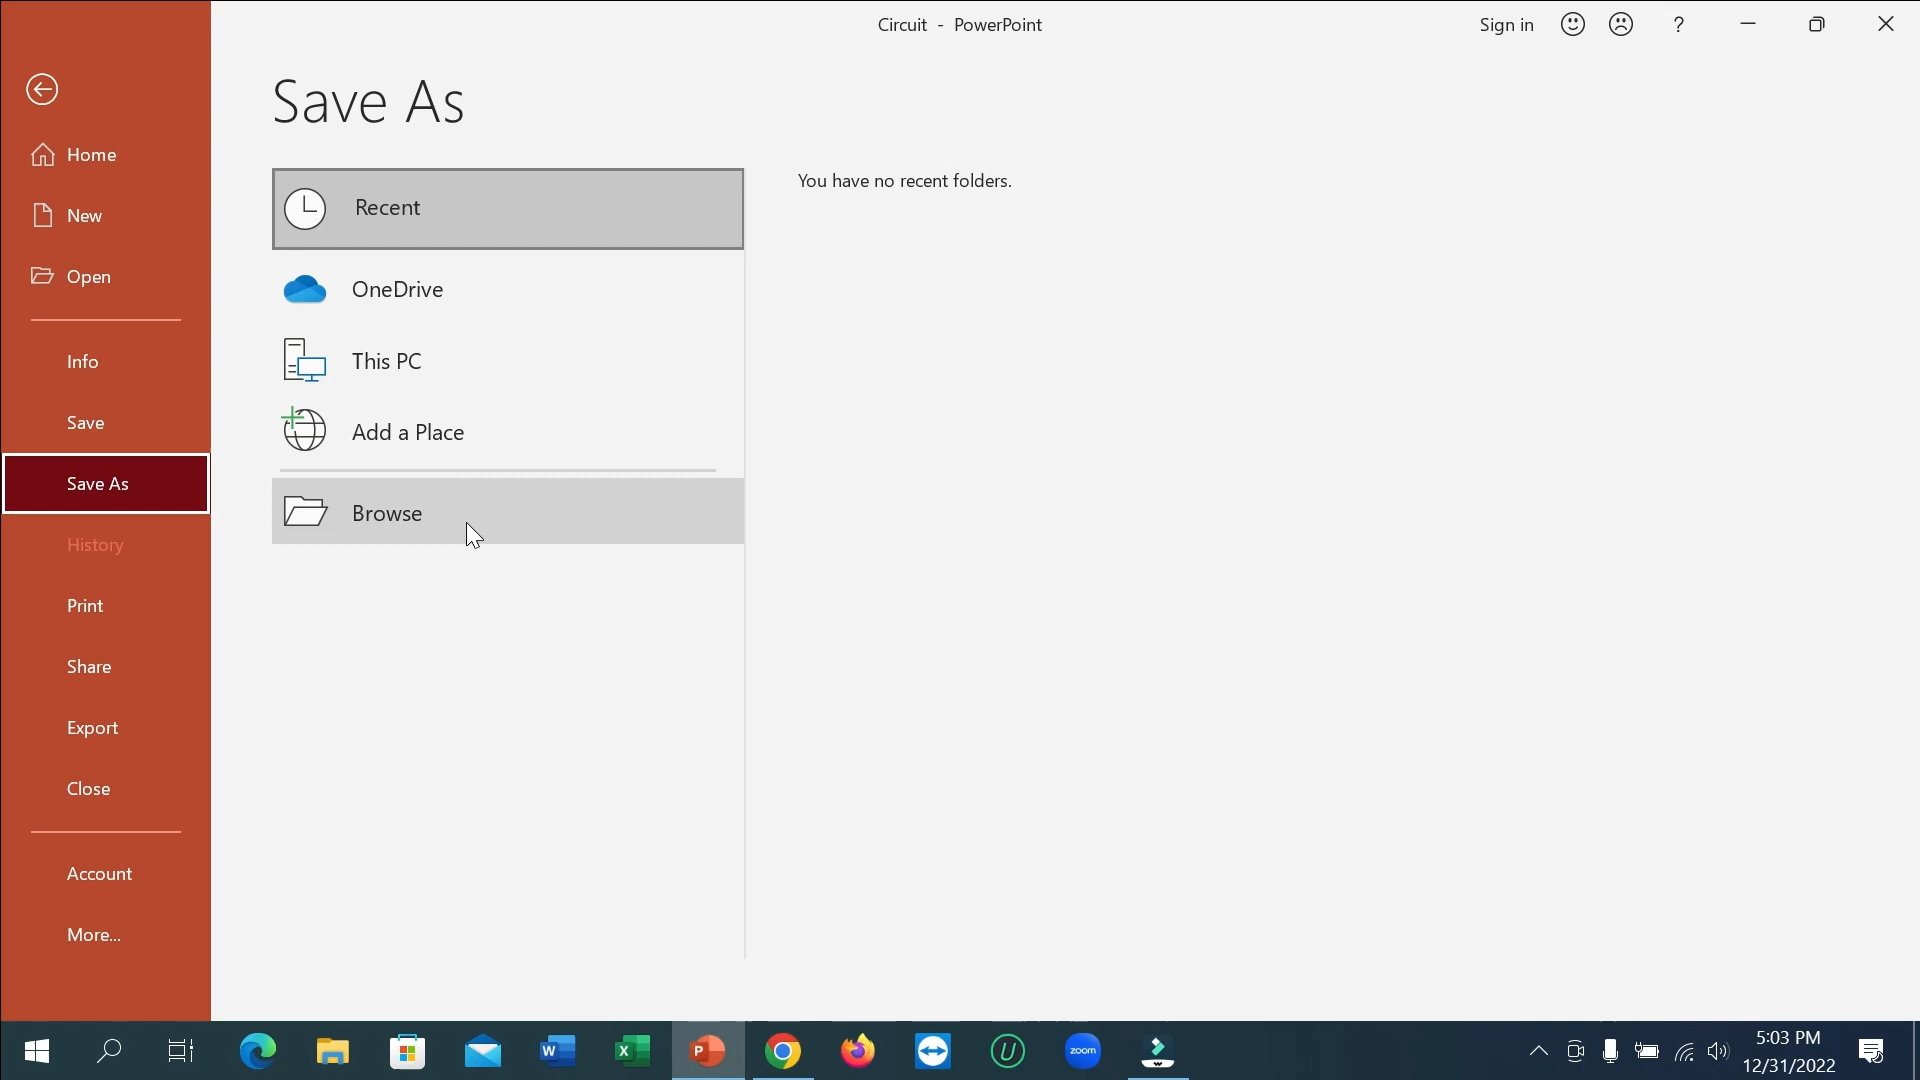 Circuit - PowerPoint
Sign in
?
Save As
Home
New
Open
Info
Save
Save As
History
Print
Share
Export
Close
Account
More...
Recent
OneDrive
This PC
Add a Place
Browse
You have no recent folders.
W
X
P
U
zoom
5:03 PM
12/31/2022